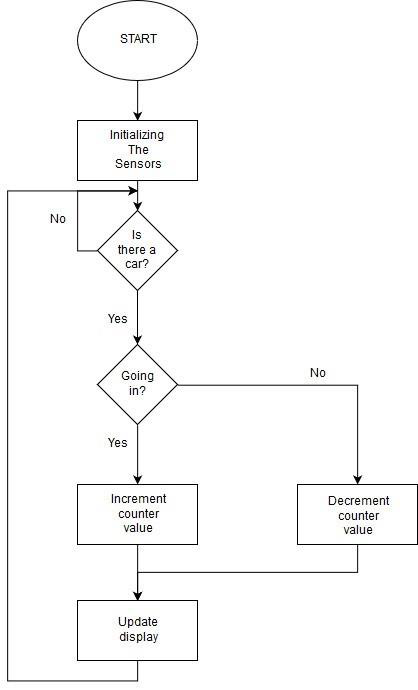 START
Initializing
The
Sensors
No
Is
there a
car?
Yes
Going
in?
No
Yes
Increment
counter
value
Decrement
counter
value
Update
display